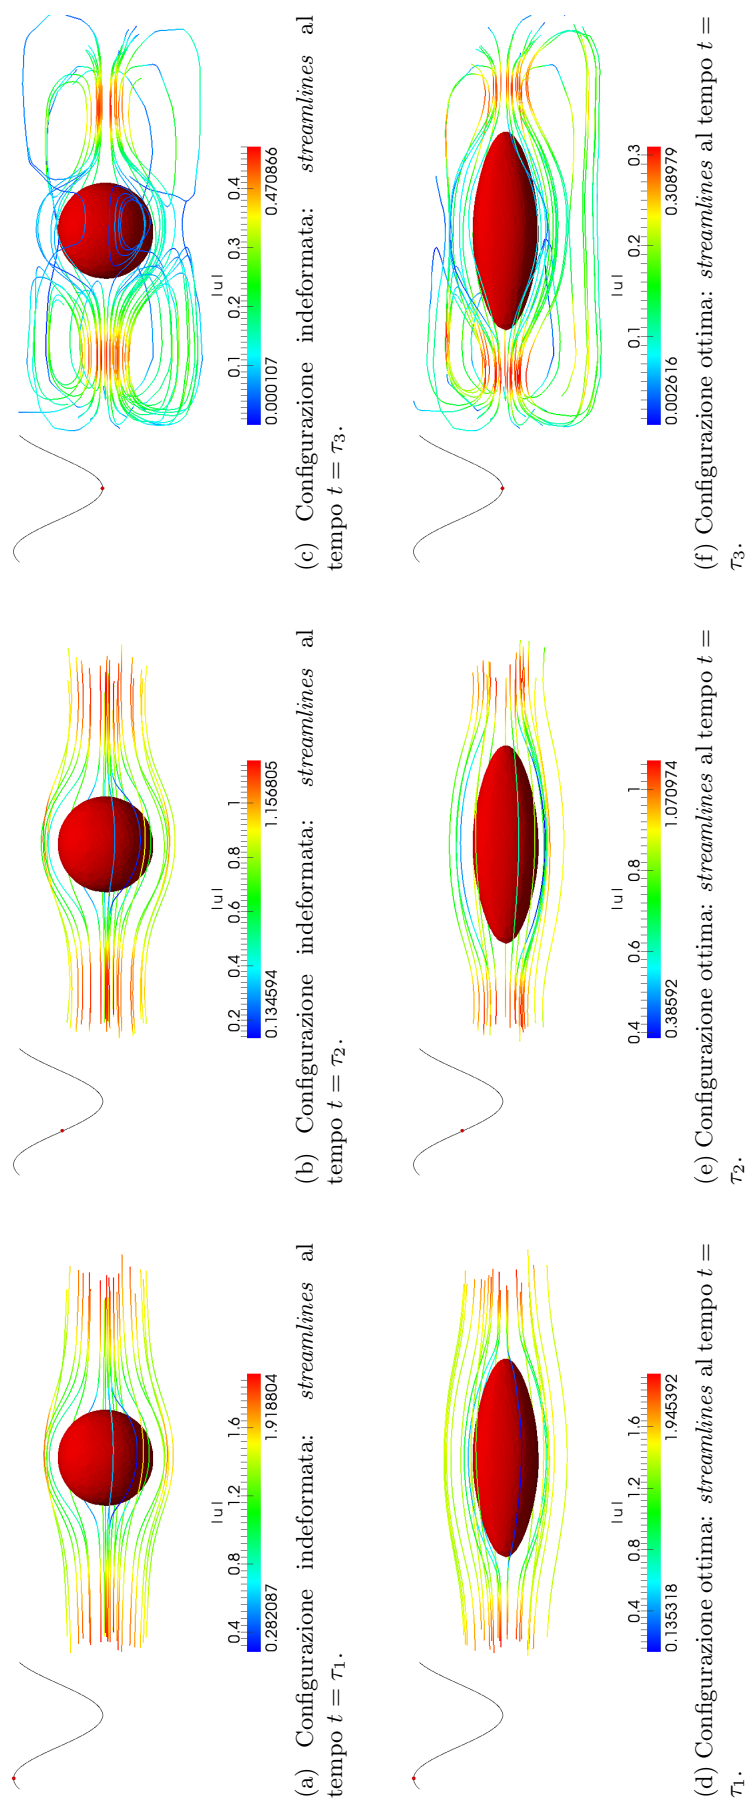 |u|
0.4 0.8 1.2 1.6
0.282087 1.918804
(a) Configurazione indeformata: streamlines al
tempo t = τ1.
|u|
0.2 0.4 0.6 0.8 1
0.134594 1.156805
(b) Configurazione indeformata: streamlines al
tempo t = τ2.
|u|
0.1 0.2 0.3 0.4
0.000107 0.470866
(c) Configurazione indeformata: streamlines al
tempo t = τ3.
|u|
0.4 0.8 1.2 1.6
0.135318 1.945392
(d) Configurazione ottima: streamlines al tempo t =
τ1.
|u|
0.4 0.6 0.8 1
0.38592 1.070974
(e) Configurazione ottima: streamlines al tempo t =
τ2.
|u|
0.1 0.2 0.3
0.002616 0.308979
(f) Configurazione ottima: streamlines al tempo t =
τ3.